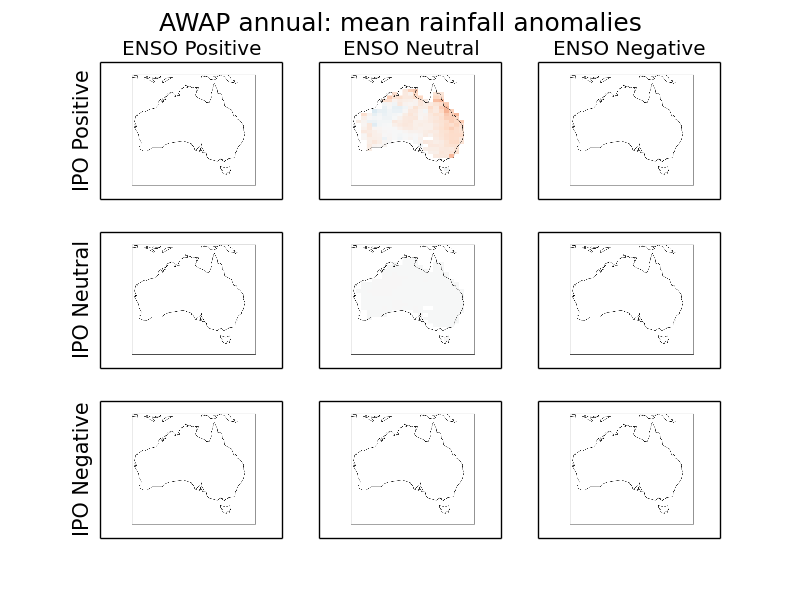 AWAP annual: mean rainfall anomalies
ENSO Positive
ENSO Neutral
ENSO Negative
IPO Positive
IPO Neutral
IPO Negative